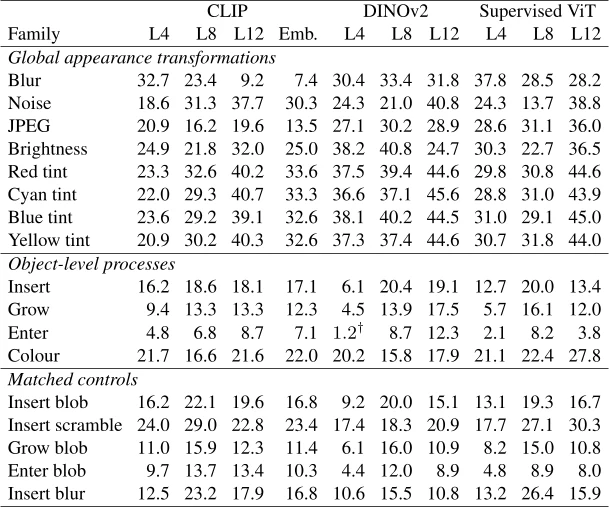 CLIP DINOv2 Supervised ViT
Family L4 L8 L12 Emb. L4 L8 L12 L4 L8 L12
Global appearance transformations
Blur 32.7 23.4 9.2 7.4 30.4 33.4 31.8 37.8 28.5 28.2
Noise 18.6 31.3 37.7 30.3 24.3 21.0 40.8 24.3 13.7 38.8
JPEG 20.9 16.2 19.6 13.5 27.1 30.2 28.9 28.6 31.1 36.0
Brightness 24.9 21.8 32.0 25.0 38.2 40.8 24.7 30.3 22.7 36.5
Red tint 23.3 32.6 40.2 33.6 37.5 39.4 44.6 29.8 30.8 44.6
Cyan tint 22.0 29.3 40.7 33.3 36.6 37.1 45.6 28.8 31.0 43.9
Blue tint 23.6 29.2 39.1 32.6 38.1 40.2 44.5 31.0 29.1 45.0
Yellow tint 20.9 30.2 40.3 32.6 37.3 37.4 44.6 30.7 31.8 44.0
Object-level processes
Insert 16.2 18.6 18.1 17.1 6.1 20.4 19.1 12.7 20.0 13.4
Grow 9.4 13.3 13.3 12.3 4.5 13.9 17.5 5.7 16.1 12.0
Enter 4.8 6.8 8.7 7.1 1.2† 8.7 12.3 2.1 8.2 3.8
Colour 21.7 16.6 21.6 22.0 20.2 15.8 17.9 21.1 22.4 27.8
Matched controls
Insert blob 16.2 22.1 19.6 16.8 9.2 20.0 15.1 13.1 19.3 16.7
Insert scramble 24.0 29.0 22.8 23.4 17.4 18.3 20.9 17.7 27.1 30.3
Grow blob 11.0 15.9 12.3 11.4 6.1 16.0 10.9 8.2 15.0 10.8
Enter blob 9.7 13.7 13.4 10.3 4.4 12.0 8.9 4.8 8.9 8.0
Insert blur 12.5 23.2 17.9 16.8 10.6 15.5 10.8 13.2 26.4 15.9